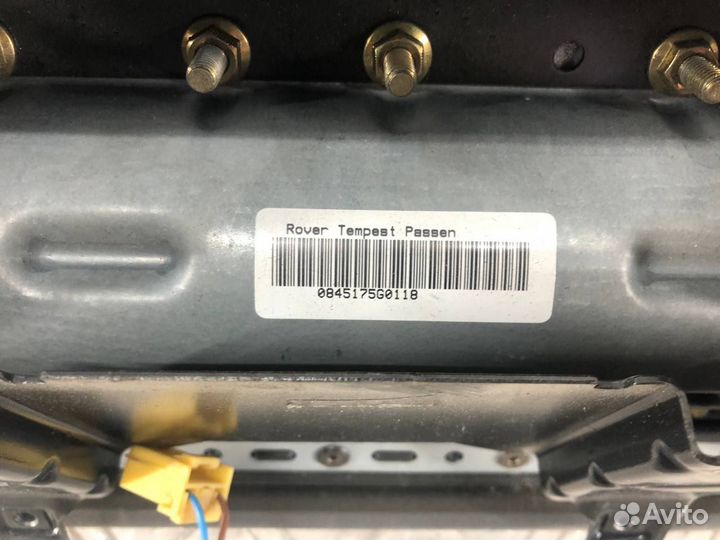 Rover Tempest Passen
0845175G0118
Avito